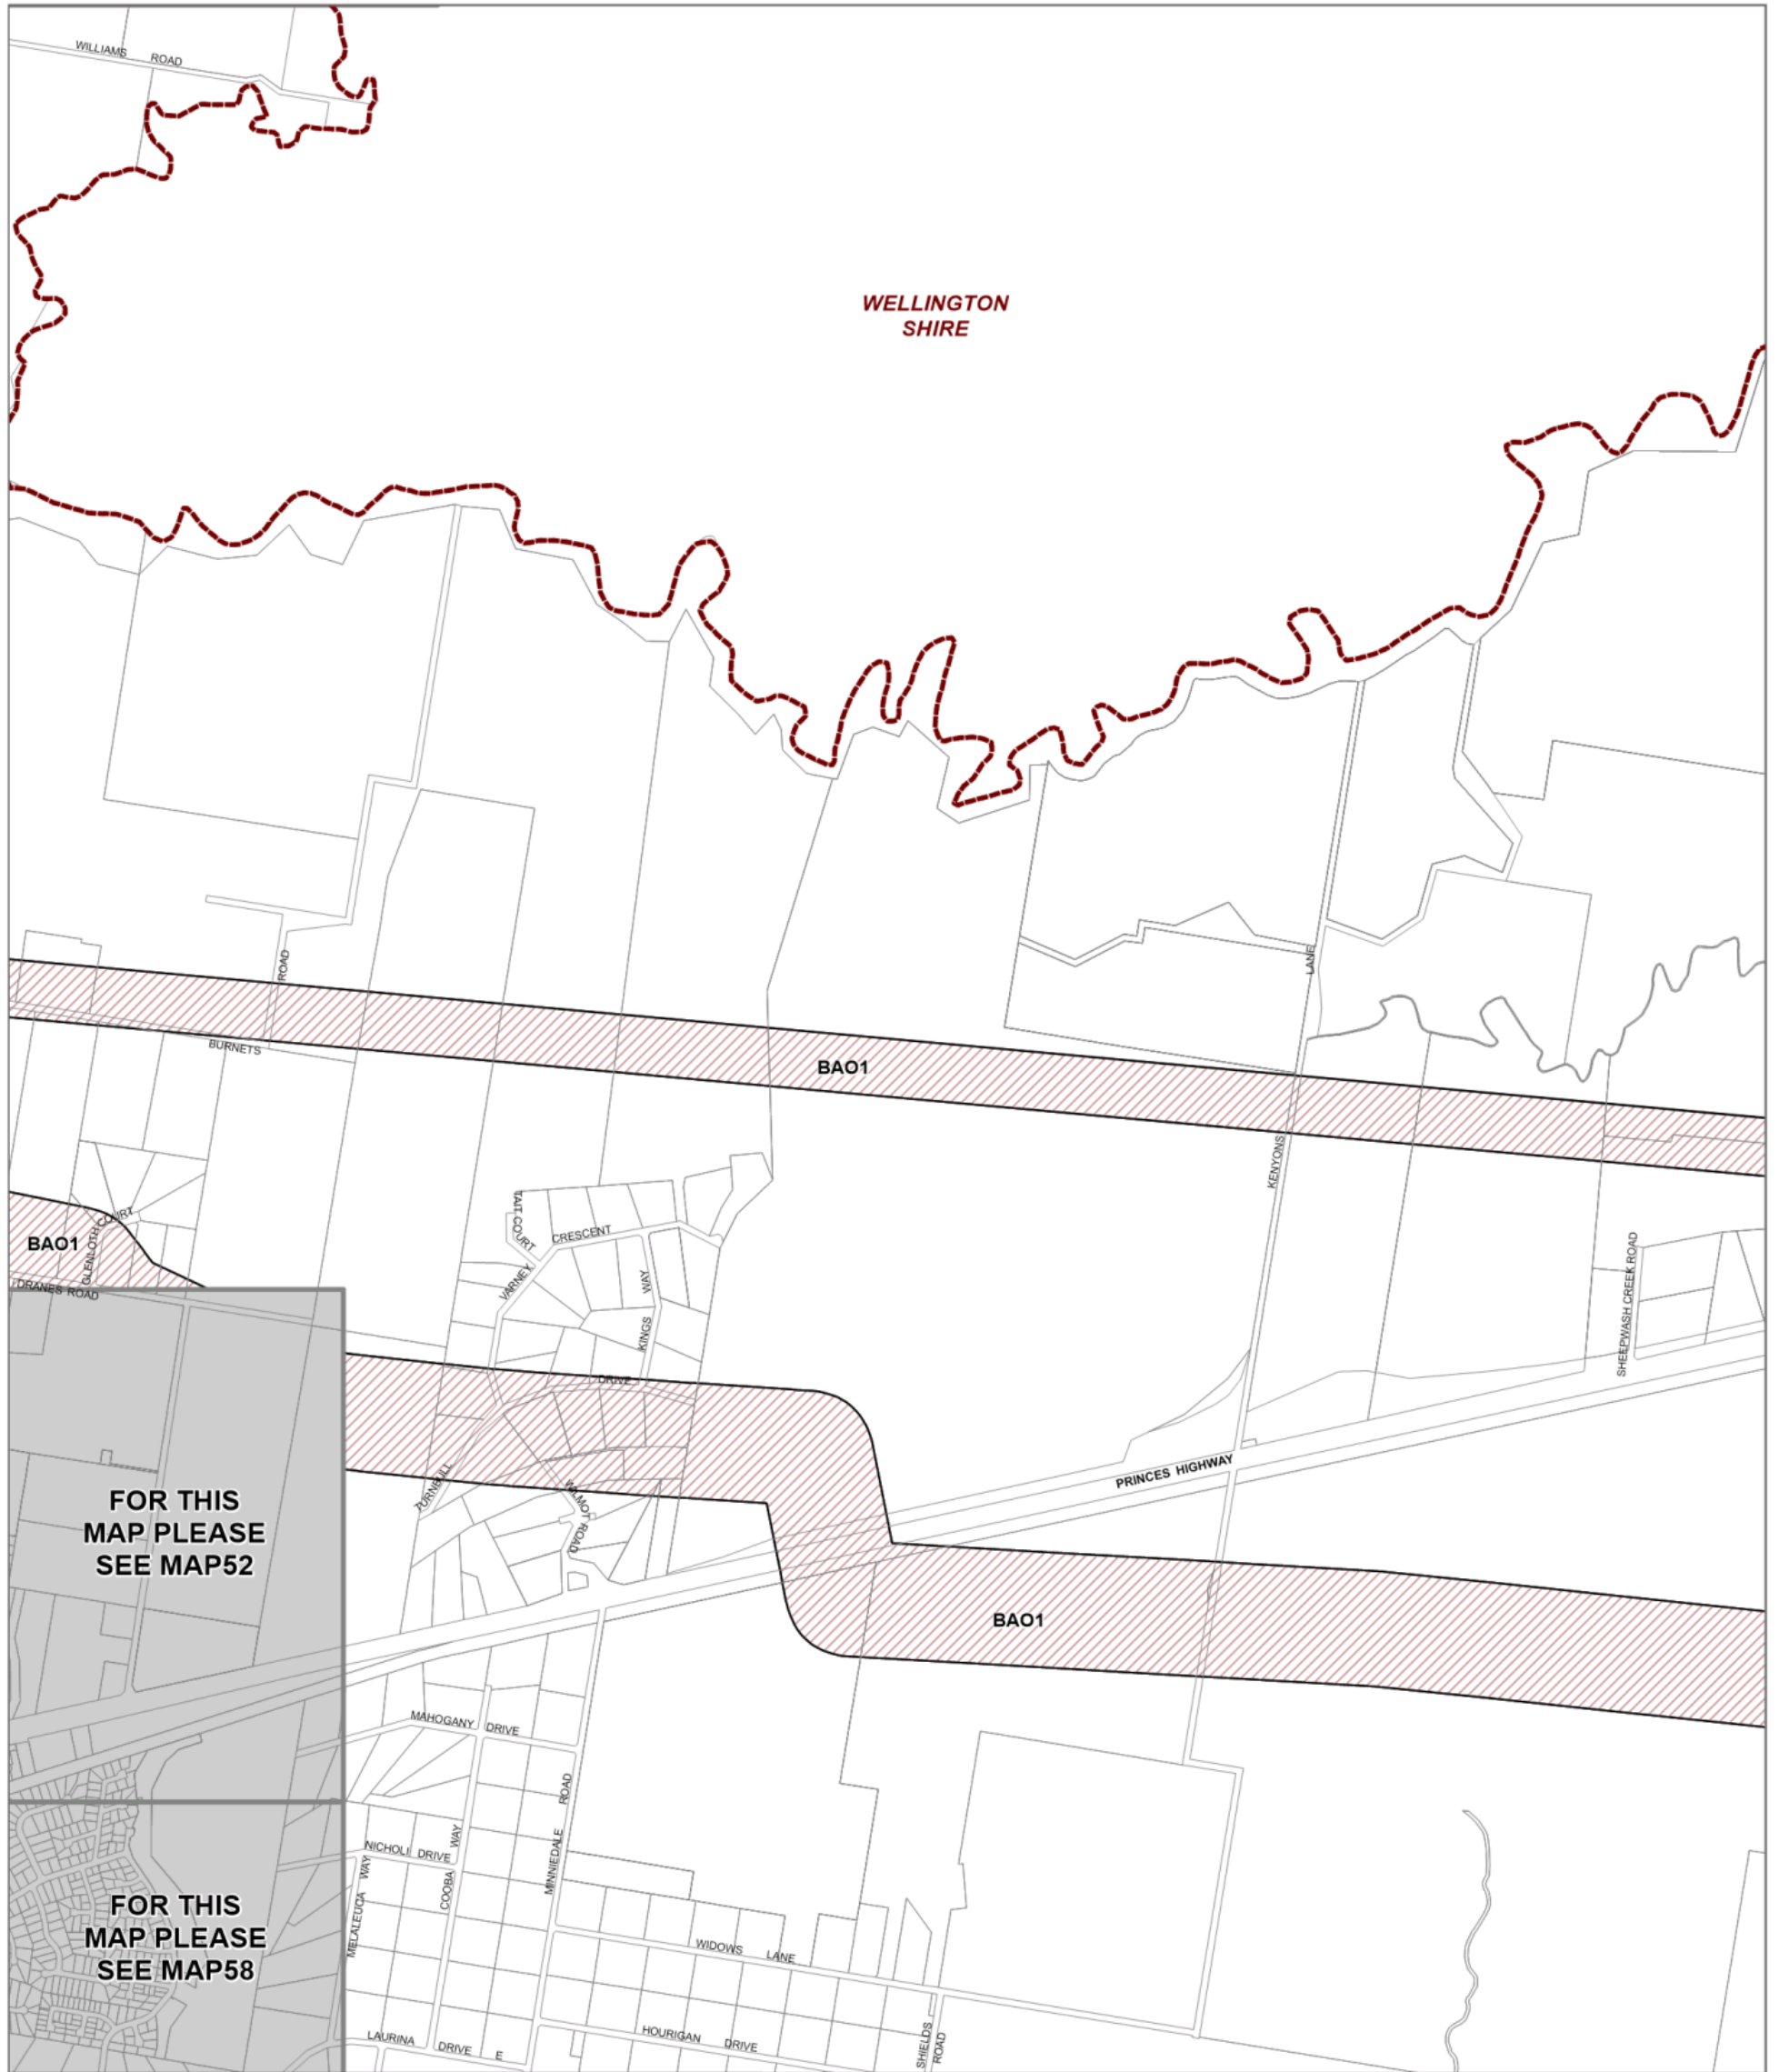 WILLIAMS ROAD
WELLINGTON
SHIRE
ROAD
LANE
BURNETS
BAO1
KENYONS
TAIT COURT
GLENLOTH COURT
CRESCENT
BAO1
VARNEY
WAY
SHEEPWASH CREEK ROAD
DRANES ROAD
KINGS
DRIVE
PRINCES HIGHWAY
TURNBULL
WILMOT ROAD
FOR THIS
MAP PLEASE
SEE MAP52
BAO1
MAHOGANY DRIVE
ROAD
NICHOLI DRIVE
WAY
WAY
COOBA
MINNIEDALE
FOR THIS
MAP PLEASE
SEE MAP58
MELALEUCA
WIDOWS LANE
LAURINA DRIVE E
HOURIGAN DRIVE
SHIELDS
ROAD